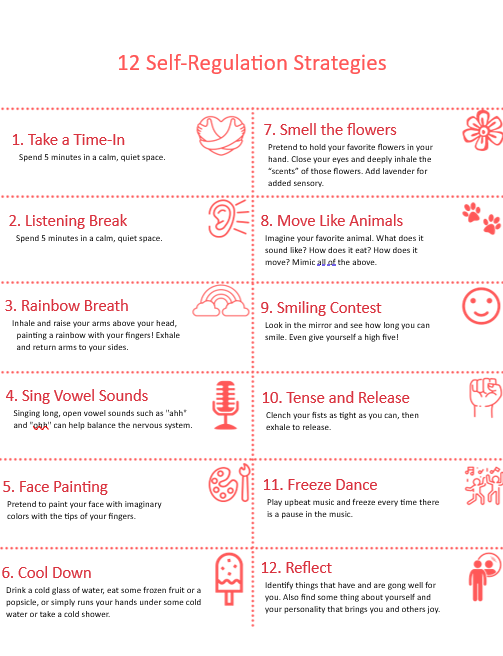 12 Self-Regulation Strategies
1. Take a Time-In
Spend 5 minutes in a calm, quiet space.
2. Listening Break
Spend 5 minutes in a calm, quiet space.
3. Rainbow Breath
Inhale and raise your arms above your head,
painting a rainbow with your fingers! Exhale
and return arms to your sides.
4. Sing Vowel Sounds
Singing long, open vowel sounds such as "ahh"
and "ohh" can help balance the nervous system.
5. Face Painting
Pretend to paint your face with imaginary
colors with the tips of your fingers.
6. Cool Down
Drink a cold glass of water, eat some frozen fruit or a
popsicle, or simply runs your hands under some cold
water or take a cold shower.
7. Smell the flowers
Pretend to hold your favorite flowers in your
hand. Close your eyes and deeply inhale the
“scents” of those flowers. Add lavender for
added sensory.
8. Move Like Animals
Imagine your favorite animal. What does it
sound like? How does it eat? How does it
move? Mimic all of the above.
9. Smiling Contest
Look in the mirror and see how long you can
smile. Even give yourself a high five!
10. Tense and Release
Clench your fists as tight as you can, then
exhale to release.
11. Freeze Dance
Play upbeat music and freeze every time there
is a pause in the music.
12. Reflect
Identify things that have and are gong well for
you. Also find some thing about yourself and
your personality that brings you and others joy.